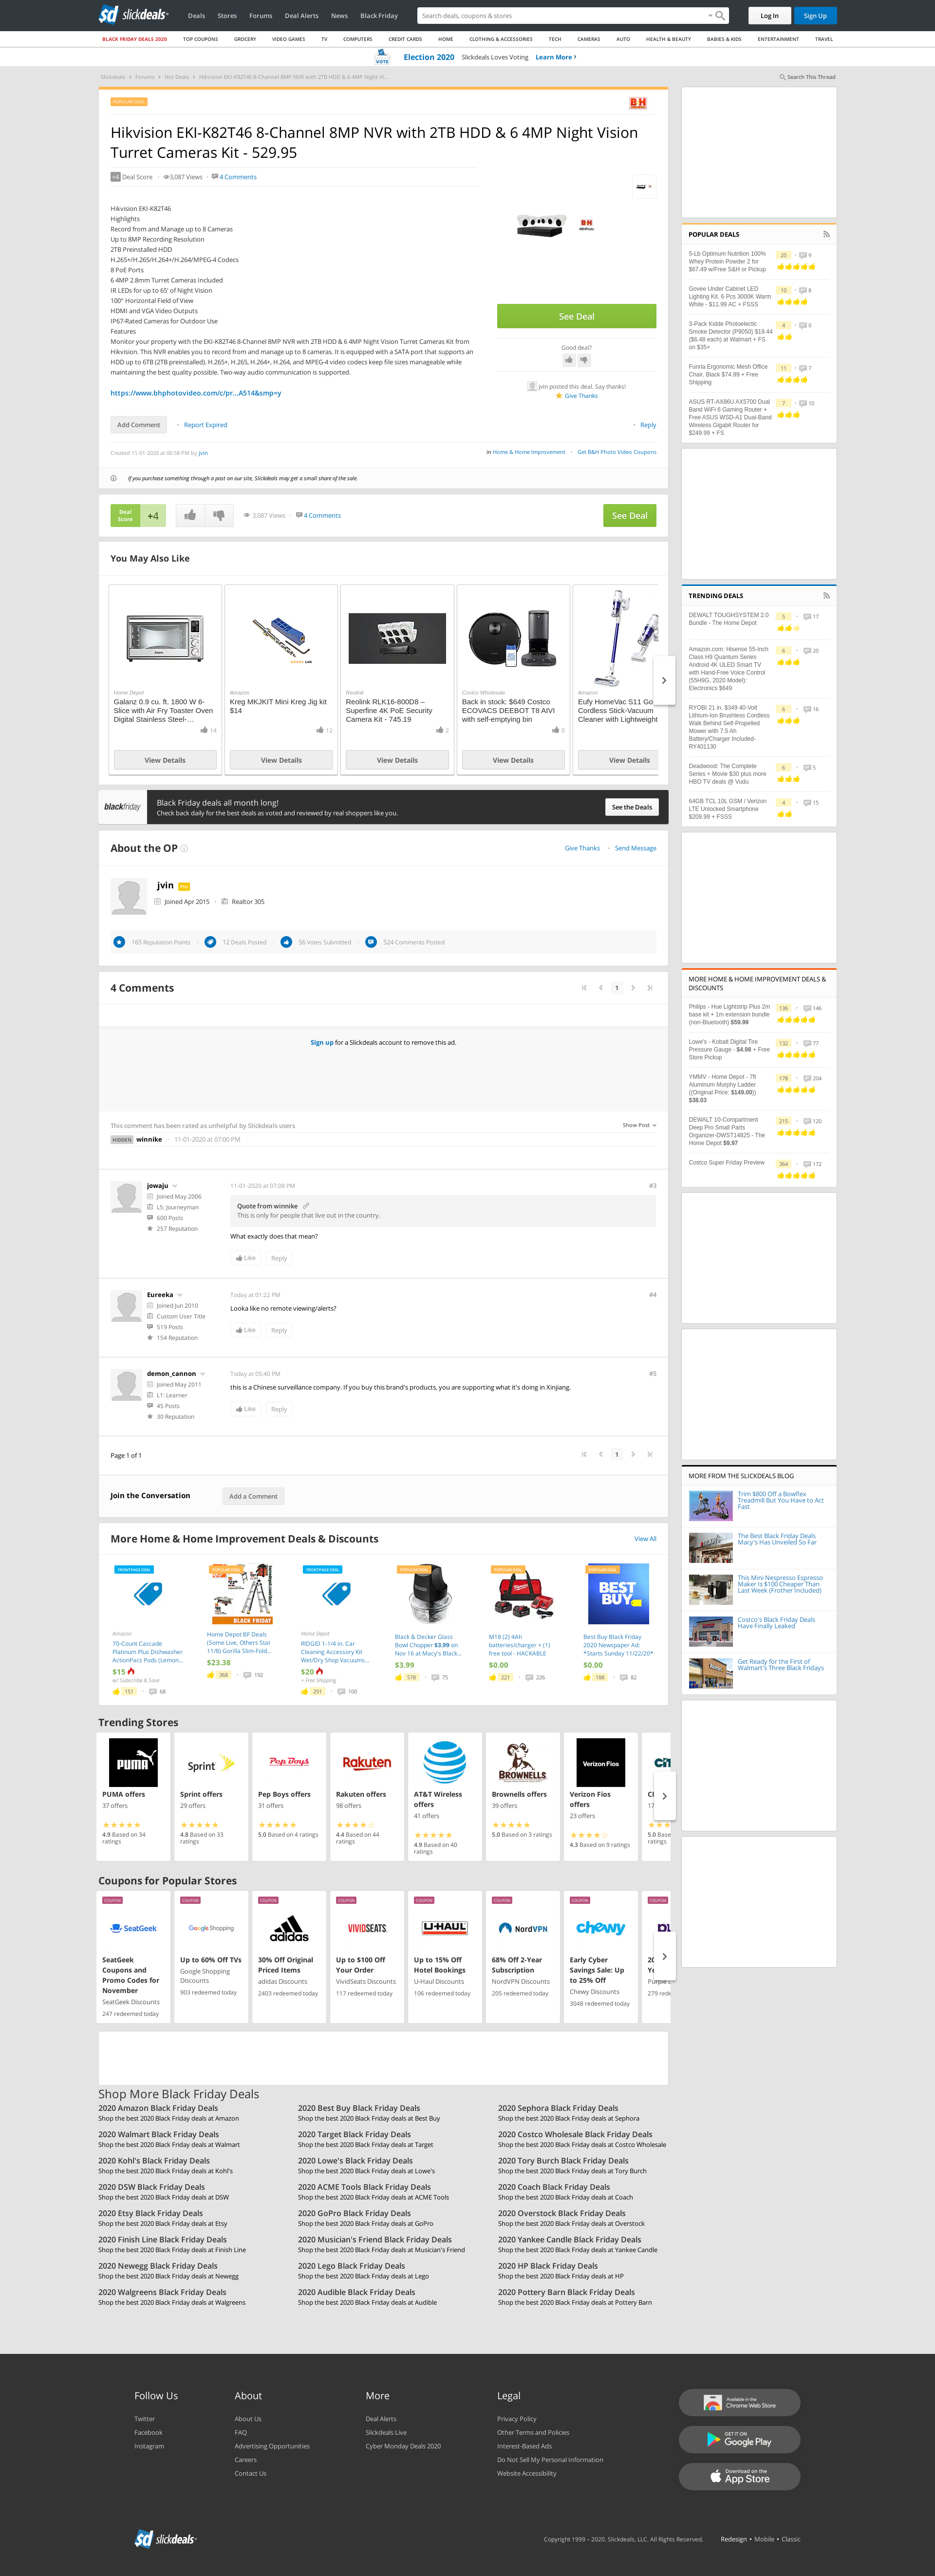 slickdeals
Deals
Stores
Forums
Deal Alerts
News
Black Friday
Search deals, coupons & stores
Log In
Sign Up
BLACK FRIDAY DEALS 2020
TOP COUPONS
GROCERY
VIDEO GAMES
TV
COMPUTERS
CREDIT CARDS
HOME
CLOTHING & ACCESSORIES
TECH
CAMERAS
AUTO
HEALTH & BEAUTY
BABIES & KIDS
ENTERTAINMENT
TRAVEL
VOTE
Election 2020
Slickdeals Loves Voting
Learn More
Slickdeals > Forums > Hot Deals > Hikvision EKI-K82T46 8-Channel 8MP NVR with 2TB HDD & 6 4MP Night Vi...
Search This Thread
POPULAR DEAL
BH
Hikvision EKI-K82T46 8-Channel 8MP NVR with 2TB HDD & 6 4MP Night Vision
Turret Cameras Kit - 529.95
+4 Deal Score
3,087 Views
4 Comments
Hikvision EKI-K82T46
Highlights
Record from and Manage up to 8 Cameras
Up to 8MP Recording Resolution
2TB Preinstalled HDD
H.265+/H.265/H.264+/H.264/MPEG-4 Codecs
8 PoE Ports
6 4MP 2.8mm Turret Cameras Included
IR LEDs for up to 65' of Night Vision
100° Horizontal Field of View
HDMI and VGA Video Outputs
IP67-Rated Cameras for Outdoor Use
Features
Monitor your property with the EKI-K82T46 8-Channel 8MP NVR with 2TB HDD & 6 4MP Night Vision Turret Cameras Kit from
Hikvision. This NVR enables you to record from and manage up to 8 cameras. It is equipped with a SATA port that supports an
HDD up to 6TB (2TB preinstalled). H.265+, H.265, H.264+, H.264, and MPEG-4 video codecs keep file sizes manageable while
maintaining the best quality possible. Two-way audio communication is supported.
https://www.bhphotovideo.com/c/pr...A514&smp=y
See Deal
Good deal?
jvin posted this deal. Say thanks!
Give Thanks
Add Comment
Report Expired
Reply
Created 11-01-2020 at 06:58 PM by jvin
in Home & Home Improvement
Get B&H Photo Video Coupons
If you purchase something through a post on our site, Slickdeals may get a small share of the sale.
Deal
Score
+4
3,087 Views
4 Comments
See Deal
You May Also Like
Home Depot
Galanz 0.9 cu. ft. 1800 W 6-
Slice with Air Fry Toaster Oven
Digital Stainless Steel-...
14
View Details
Amazon
Kreg MKJKIT Mini Kreg Jig kit
$14
12
View Details
Reolink
Reolink RLK16-800D8 –
Superfine 4K PoE Security
Camera Kit - 745.19
2
View Details
Costco Wholesale
Back in stock: $649 Costco
ECOVACS DEEBOT T8 AIVI
with self-emptying bin
0
View Details
Amazon
Eufy HomeVac S11 Go
Cordless Stick-Vacuum
Cleaner with Lightweight
View Details
blackfriday
Black Friday deals all month long!
Check back daily for the best deals as voted and reviewed by real shoppers like you.
See the Deals
About the OP
Give Thanks
Send Message
jvin
Pro
Joined Apr 2015
Realtor 305
165 Reputation Points
12 Deals Posted
56 Votes Submitted
524 Comments Posted
4 Comments
1
Sign up for a Slickdeals account to remove this ad.
This comment has been rated as unhelpful by Slickdeals users
Show Post
HIDDEN winnike
11-01-2020 at 07:00 PM
jowaju
Joined May 2006
L5: Journeyman
600 Posts
257 Reputation
11-01-2020 at 07:08 PM
#3
Quote from winnike
This is only for people that live out in the country.
What exactly does that mean?
Like
Reply
Eureeka
Joined Jun 2010
Custom User Title
519 Posts
154 Reputation
Today at 01:22 PM
#4
Looka like no remote viewing/alerts?
Like
Reply
demon_cannon
Joined May 2011
L1: Learner
45 Posts
30 Reputation
Today at 05:40 PM
#5
this is a Chinese surveillance company. If you buy this brand's products, you are supporting what it's doing in Xinjiang.
Like
Reply
Page 1 of 1
1
Join the Conversation
Add a Comment
More Home & Home Improvement Deals & Discounts
View All
FRONTPAGE DEAL
Amazon
70-Count Cascade
Platinum Plus Dishwasher
ActionPacs Pods (Lemon...
$15
w/ Subscribe & Save
151
68
POPULAR DEAL
BLACK FRIDAY
Home Depot BF Deals
(Some Live, Others Star
11/8) Gorilla Slim-Fold...
$23.38
368
192
FRONTPAGE DEAL
Home Depot
RIDGID 1-1/4 in. Car
Cleaning Accessory Kit
Wet/Dry Shop Vacuums...
$20
+ Free Shipping
291
100
POPULAR DEAL
Black & Decker Glass
Bowl Chopper $3.99 on
Nov 16 at Macy's Black...
$3.99
578
75
POPULAR DEAL
M18 (2) 4Ah
batteries/charger + (1)
free tool - HACKABLE
$0.00
221
226
POPULAR DEAL
BEST
BUY
Best Buy Black Friday
2020 Newspaper Ad:
*Starts Sunday 11/22/20*
$0.00
188
82
Trending Stores
PUMA
PUMA offers
37 offers
4.9 Based on 34
ratings
Sprint
Sprint offers
29 offers
4.8 Based on 33
ratings
Pep Boys
Pep Boys offers
31 offers
5.0 Based on 4 ratings
Rakuten
Rakuten offers
98 offers
4.4 Based on 44
ratings
AT&T Wireless
offers
41 offers
4.9 Based on 40
ratings
BROWNELLS
Brownells offers
39 offers
5.0 Based on 3 ratings
Verizon Fios
Verizon Fios
offers
23 offers
4.3 Based on 9 ratings
17
5.0 Base
ratings
Coupons for Popular Stores
COUPON
SeatGeek
SeatGeek
Coupons and
Promo Codes for
November
SeatGeek Discounts
247 redeemed today
COUPON
Google Shopping
Up to 60% Off TVs
Google Shopping
Discounts
903 redeemed today
COUPON
adidas
30% Off Original
Priced Items
adidas Discounts
2403 redeemed today
COUPON
VIVIDSEATS
Up to $100 Off
Your Order
VividSeats Discounts
117 redeemed today
COUPON
U-HAUL
Up to 15% Off
Hotel Bookings
U-Haul Discounts
106 redeemed today
COUPON
NordVPN
68% Off 2-Year
Subscription
NordVPN Discounts
205 redeemed today
COUPON
chewy
Early Cyber
Savings Sale: Up
to 25% Off
Chewy Discounts
3048 redeemed today
COUPON
20
Purple
279 rede
Shop More Black Friday Deals
2020 Amazon Black Friday Deals
Shop the best 2020 Black Friday deals at Amazon
2020 Best Buy Black Friday Deals
Shop the best 2020 Black Friday deals at Best Buy
2020 Sephora Black Friday Deals
Shop the best 2020 Black Friday deals at Sephora
2020 Walmart Black Friday Deals
Shop the best 2020 Black Friday deals at Walmart
2020 Target Black Friday Deals
Shop the best 2020 Black Friday deals at Target
2020 Costco Wholesale Black Friday Deals
Shop the best 2020 Black Friday deals at Costco Wholesale
2020 Kohl's Black Friday Deals
Shop the best 2020 Black Friday deals at Kohl's
2020 Lowe's Black Friday Deals
Shop the best 2020 Black Friday deals at Lowe's
2020 Tory Burch Black Friday Deals
Shop the best 2020 Black Friday deals at Tory Burch
2020 DSW Black Friday Deals
Shop the best 2020 Black Friday deals at DSW
2020 ACME Tools Black Friday Deals
Shop the best 2020 Black Friday deals at ACME Tools
2020 Coach Black Friday Deals
Shop the best 2020 Black Friday deals at Coach
2020 Etsy Black Friday Deals
Shop the best 2020 Black Friday deals at Etsy
2020 GoPro Black Friday Deals
Shop the best 2020 Black Friday deals at GoPro
2020 Overstock Black Friday Deals
Shop the best 2020 Black Friday deals at Overstock
2020 Finish Line Black Friday Deals
Shop the best 2020 Black Friday deals at Finish Line
2020 Musician's Friend Black Friday Deals
Shop the best 2020 Black Friday deals at Musician's Friend
2020 Yankee Candle Black Friday Deals
Shop the best 2020 Black Friday deals at Yankee Candle
2020 Newegg Black Friday Deals
Shop the best 2020 Black Friday deals at Newegg
2020 Lego Black Friday Deals
Shop the best 2020 Black Friday deals at Lego
2020 HP Black Friday Deals
Shop the best 2020 Black Friday deals at HP
2020 Walgreens Black Friday Deals
Shop the best 2020 Black Friday deals at Walgreens
2020 Audible Black Friday Deals
Shop the best 2020 Black Friday deals at Audible
2020 Pottery Barn Black Friday Deals
Shop the best 2020 Black Friday deals at Pottery Barn
POPULAR DEALS
5-Lb Optimum Nutrition 100%
Whey Protein Powder 2 for
$67.49 w/Free S&H or Pickup
20
9
Govee Under Cabinet LED
Lighting Kit, 6 Pcs 3000K Warm
White - $11.99 AC + FSSS
10
8
3-Pack Kidde Photoelectic
Smoke Detector (P9050) $19.44
($6.48 each) at Walmart + FS
on $35+
4
0
Funria Ergonomic Mesh Office
Chair, Black $74.99 + Free
Shipping
11
7
ASUS RT-AX86U AX5700 Dual
Band WiFi 6 Gaming Router +
Free ASUS WSD-A1 Dual-Band
Wireless Gigabit Router for
$249.99 + FS
7
10
TRENDING DEALS
DEWALT TOUGHSYSTEM 2.0
Bundle - The Home Depot
5
17
Amazon.com: Hisense 55-Inch
Class H9 Quantum Series
Android 4K ULED Smart TV
with Hand-Free Voice Control
(55H9G, 2020 Model):
Electronics $649
6
20
RYOBI 21 in. $349 40-Volt
Lithium-Ion Brushless Cordless
Walk Behind Self-Propelled
Mower with 7.5 Ah
Battery/Charger Included-
RY401130
6
16
Deadwood: The Complete
Series + Movie $30 plus more
HBO TV deals @ Vudu
6
5
64GB TCL 10L GSM / Verizon
LTE Unlocked Smartphone
$209.99 + FSSS
4
15
MORE HOME & HOME IMPROVEMENT DEALS &
DISCOUNTS
Philips - Hue Lightstrip Plus 2m
base kit + 1m extension bundle
(non-Bluetooth) $59.99
136
146
Lowe's - Kobalt Digital Tire
Pressure Gauge - $4.98 + Free
Store Pickup
132
77
YMMV - Home Depot - 7ft
Aluminum Murphy Ladder
((Original Price: $149.00))
$38.03
178
204
DEWALT 10-Compartment
Deep Pro Small Parts
Organizer-DWST14825 - The
Home Depot $9.97
215
120
Costco Super Friday Preview
364
172
MORE FROM THE SLICKDEALS BLOG
Trim $800 Off a Bowflex
Treadmill But You Have to Act
Fast
The Best Black Friday Deals
Macy's Has Unveiled So Far
This Mini Nespresso Espresso
Maker Is $100 Cheaper Than
Last Week (Frother Included)
Costco's Black Friday Deals
Have Finally Leaked
Get Ready for the First of
Walmart's Three Black Fridays
Follow Us
Twitter
Facebook
Instagram
About
About Us
FAQ
Advertising Opportunities
Careers
Contact Us
More
Deal Alerts
Slickdeals Live
Cyber Monday Deals 2020
Legal
Privacy Policy
Other Terms and Policies
Interest-Based Ads
Do Not Sell My Personal Information
Website Accessibility
Available in the
Chrome Web Store
GET IT ON
Google Play
Download on the
App Store
slickdeals
Copyright 1999 - 2020. Slickdeals, LLC. All Rights Reserved.
Redesign • Mobile • Classic